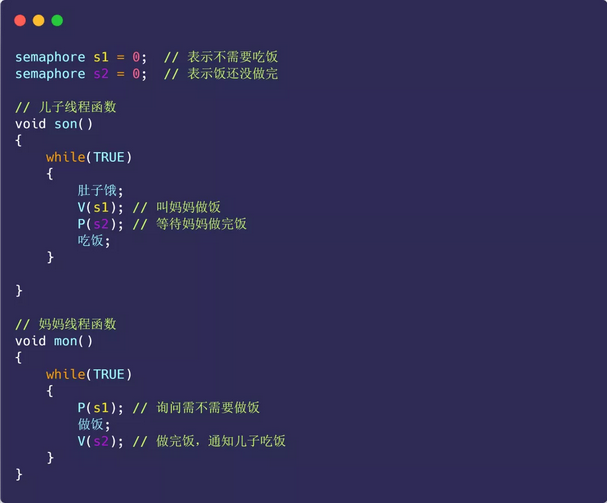 semaphore s1 = 0;  // 表示不需要吃饭
semaphore s2 = 0;  // 表示饭还没做完
// 儿子线程函数
void son()
{
    while(TRUE)
    {
        肚子饿;
        V(s1); // 叫妈妈做饭
        P(s2); // 等待妈妈做完饭
        吃饭;
    }
}
// 妈妈线程函数
void mon()
{
    while(TRUE)
    {
        P(s1); // 询问需不需要做饭
        做饭;
        V(s2); // 做完饭，通知儿子吃饭
    }
}